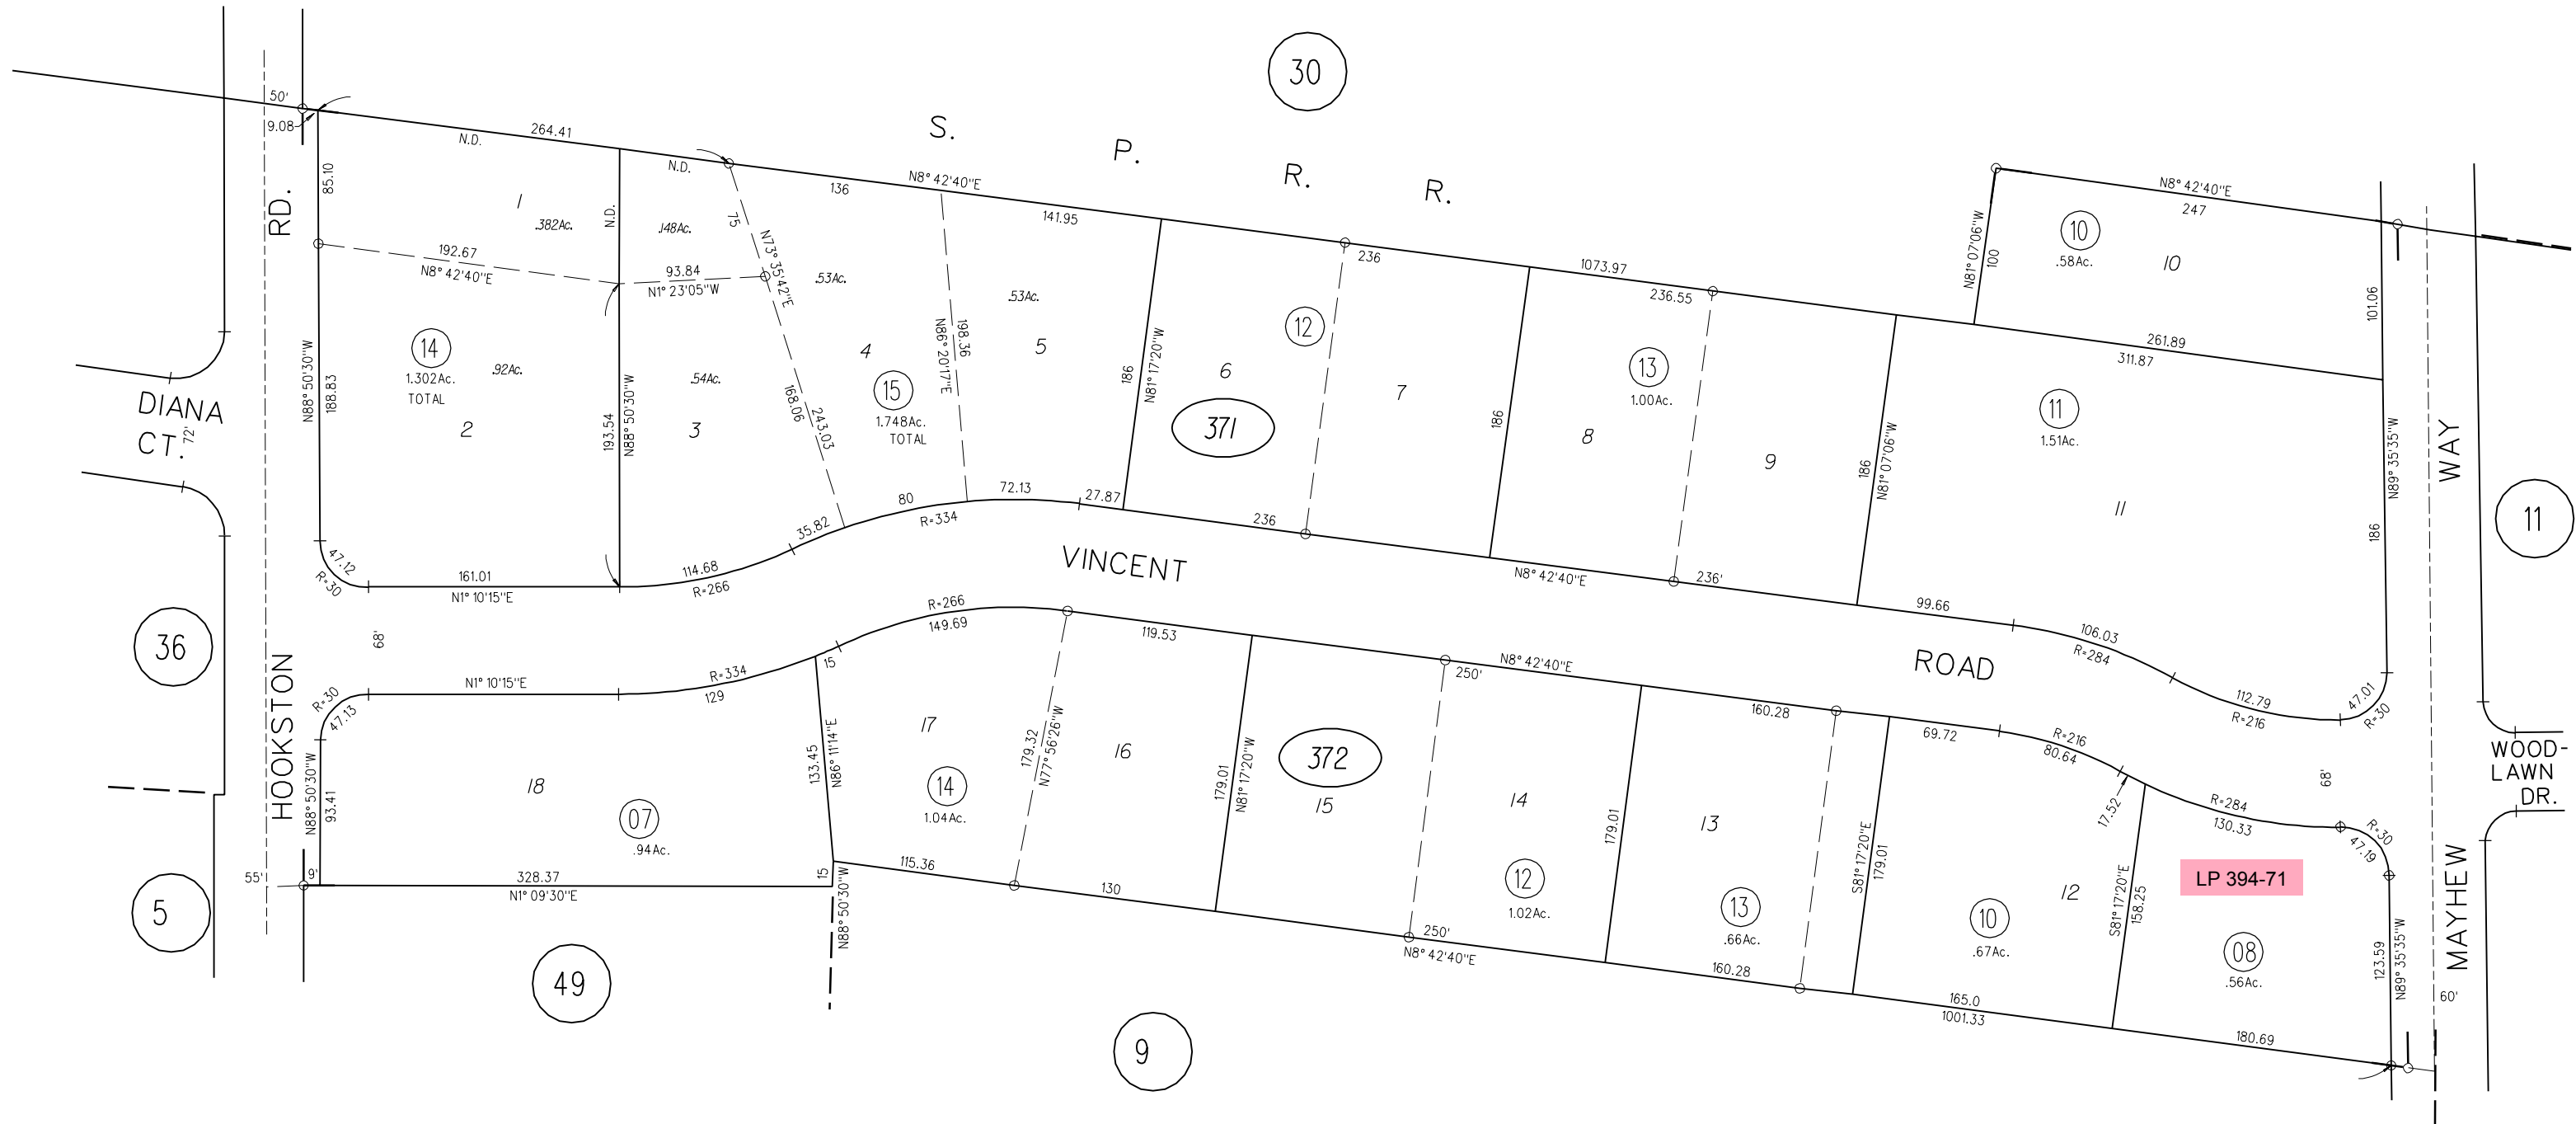 30
S. P. R. R.
50'
9.08
264.41
N.D.
N.D.
136
N8° 42'40"E
141.95
236
1073.97
236.55
N8° 42'40"E
247
10
.58Ac.
10
N81° 07'06"W
100
101.06
261.89
311.87
RD.
85.10
1
.382Ac.
N.D.
.148Ac.
75
N73° 35'42"E
192.67
N8° 42'40"E
93.84
N1° 23'05"W
.53Ac.
.53Ac.
198.36
N86° 20'17"E
14
1.302Ac.
TOTAL
.92Ac.
2
N88° 50'30"W
188.83
193.54
N88° 50'30"W
.54Ac.
3
168.06
243.03
4
15
1.748Ac.
TOTAL
5
186
N81° 17'20"W
6
12
371
7
186
13
1.00Ac.
8
9
186
N81° 07'06"W
11
1.51Ac.
11
N89° 35'35"W
186
WAY
11
DIANA
CT.
72'
47.12
R=30
161.01
N1° 10'15"E
114.68
R=266
35.82
80
R=334
72.13
27.87
236
N8° 42'40"E
236'
99.66
106.03
R=284
112.79
R=216
47.01
R=30
VINCENT
ROAD
36
68'
HOOKSTON
R=30
47.13
N1° 10'15"E
R=334
129
15
R=266
149.69
119.53
N8° 42'40"E
250'
160.28
69.72
R=216
80.64
17.52
R=284
130.33
68'
R=30
47.19
WOOD-
LAWN
DR.
N88° 50'30"W
93.41
18
07
.94Ac.
133.45
N86° 11'14"E
17
14
1.04Ac.
179.32
N77° 56'26"W
16
179.01
N81° 17'20"W
372
15
14
12
1.02Ac.
179.01
13
13
.66Ac.
S81° 17'20"E
179.01
12
10
.67Ac.
S81° 17'20"E
158.25
LP 394-71
08
.56Ac.
123.59
N89° 35'35"W
MAYHEW
60'
5
55'
9'
328.37
N1° 09'30"E
15
N88° 50'30"W
115.36
130
250'
N8° 42'40"E
160.28
165.0
1001.33
180.69
49
9